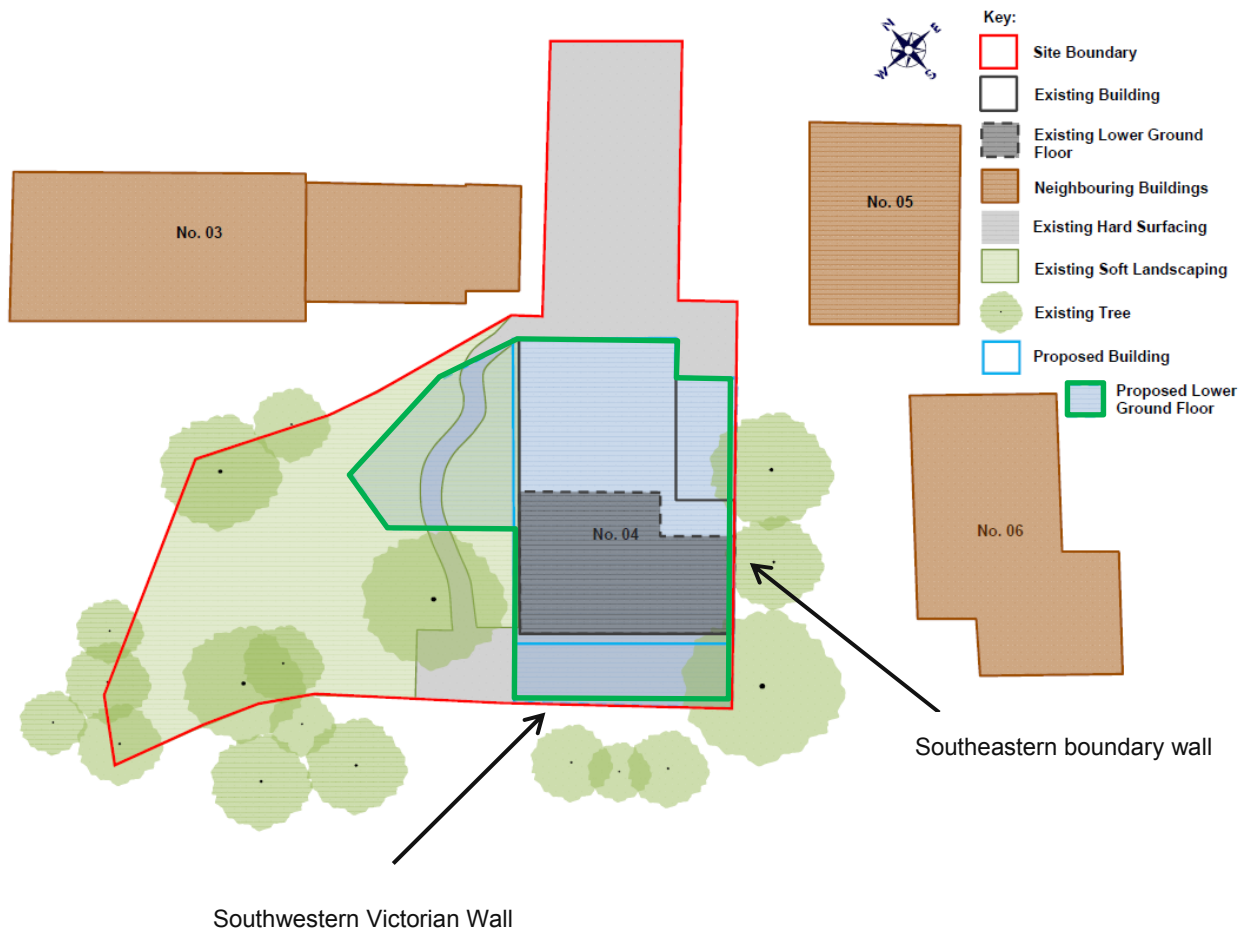 Key:
N
E
W
S
Site Boundary
Existing Building
Existing Lower Ground
Floor
Neighbouring Buildings
Existing Hard Surfacing
Existing Soft Landscaping
Existing Tree
Proposed Building
Proposed Lower
Ground Floor
No. 03
No. 05
No. 04
No. 06
Southeastern boundary wall
Southwestern Victorian Wall